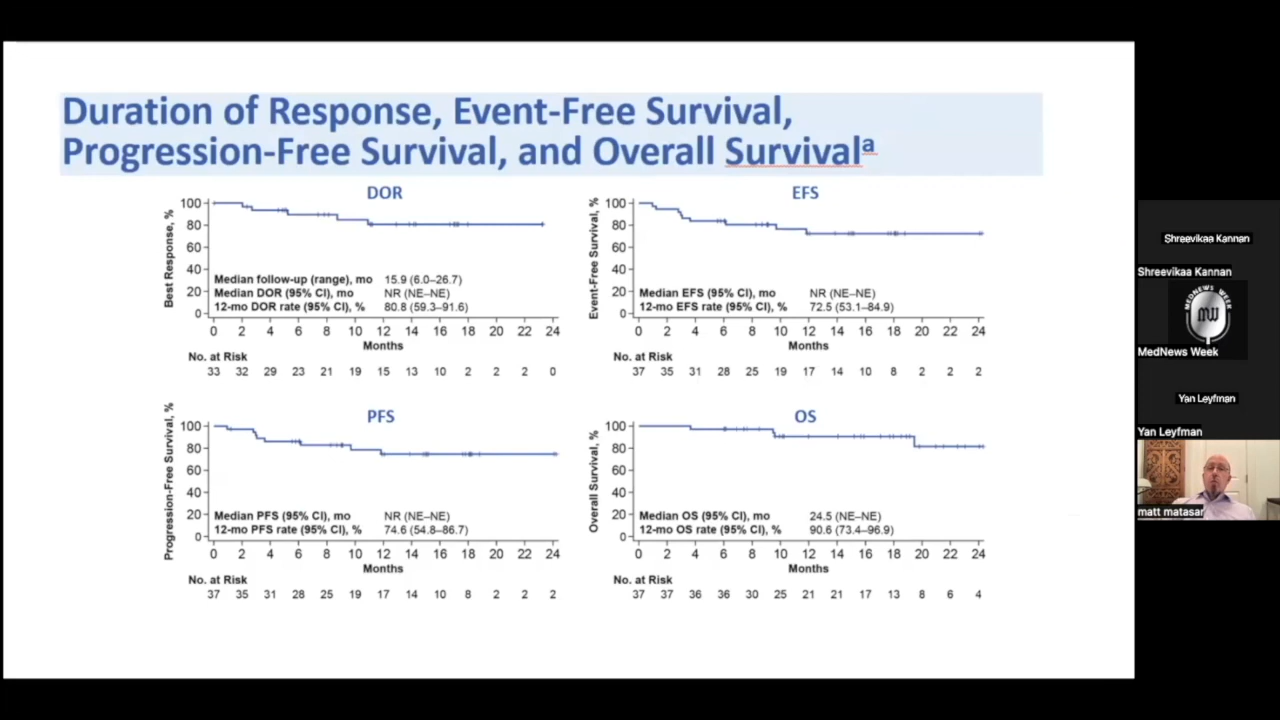 Duration of Response, Event-Free Survival,
Progression-Free Survival, and Overall Survivalᵃ
DOR
Best Response, %
100
80
60
40
20
0
Median follow-up (range), mo 15.9 (6.0–26.7)
Median DOR (95% CI), mo NR (NE–NE)
12-mo DOR rate (95% CI), % 80.8 (59.3–91.6)
0 2 4 6 8 10 12 14 16 18 20 22 24
Months
No. at Risk
33 32 29 23 21 19 15 13 10 2 2 2 0
EFS
Event-Free Survival, %
100
80
60
40
20
0
Median EFS (95% CI), mo NR (NE–NE)
12-mo EFS rate (95% CI), % 72.5 (53.1–84.9)
0 2 4 6 8 10 12 14 16 18 20 22 24
Months
No. at Risk
37 35 31 28 25 19 17 14 10 8 2 2 2
PFS
Progression-Free Survival, %
100
80
60
40
20
0
Median PFS (95% CI), mo NR (NE–NE)
12-mo PFS rate (95% CI), % 74.6 (54.8–86.7)
0 2 4 6 8 10 12 14 16 18 20 22 24
Months
No. at Risk
37 35 31 28 25 19 17 14 10 8 2 2 2
OS
Overall Survival, %
100
80
60
40
20
0
Median OS (95% CI), mo 24.5 (NE–NE)
12-mo OS rate (95% CI), % 90.6 (73.4–96.9)
0 2 4 6 8 10 12 14 16 18 20 22 24
Months
No. at Risk
37 37 36 36 30 25 21 21 17 13 8 6 4
Shreevikaa Kannan
Shreevikaa Kannan
MEDNEWS WEEK
MW
MedNews Week
Yan Leyfman
Yan Leyfman
matt matasar